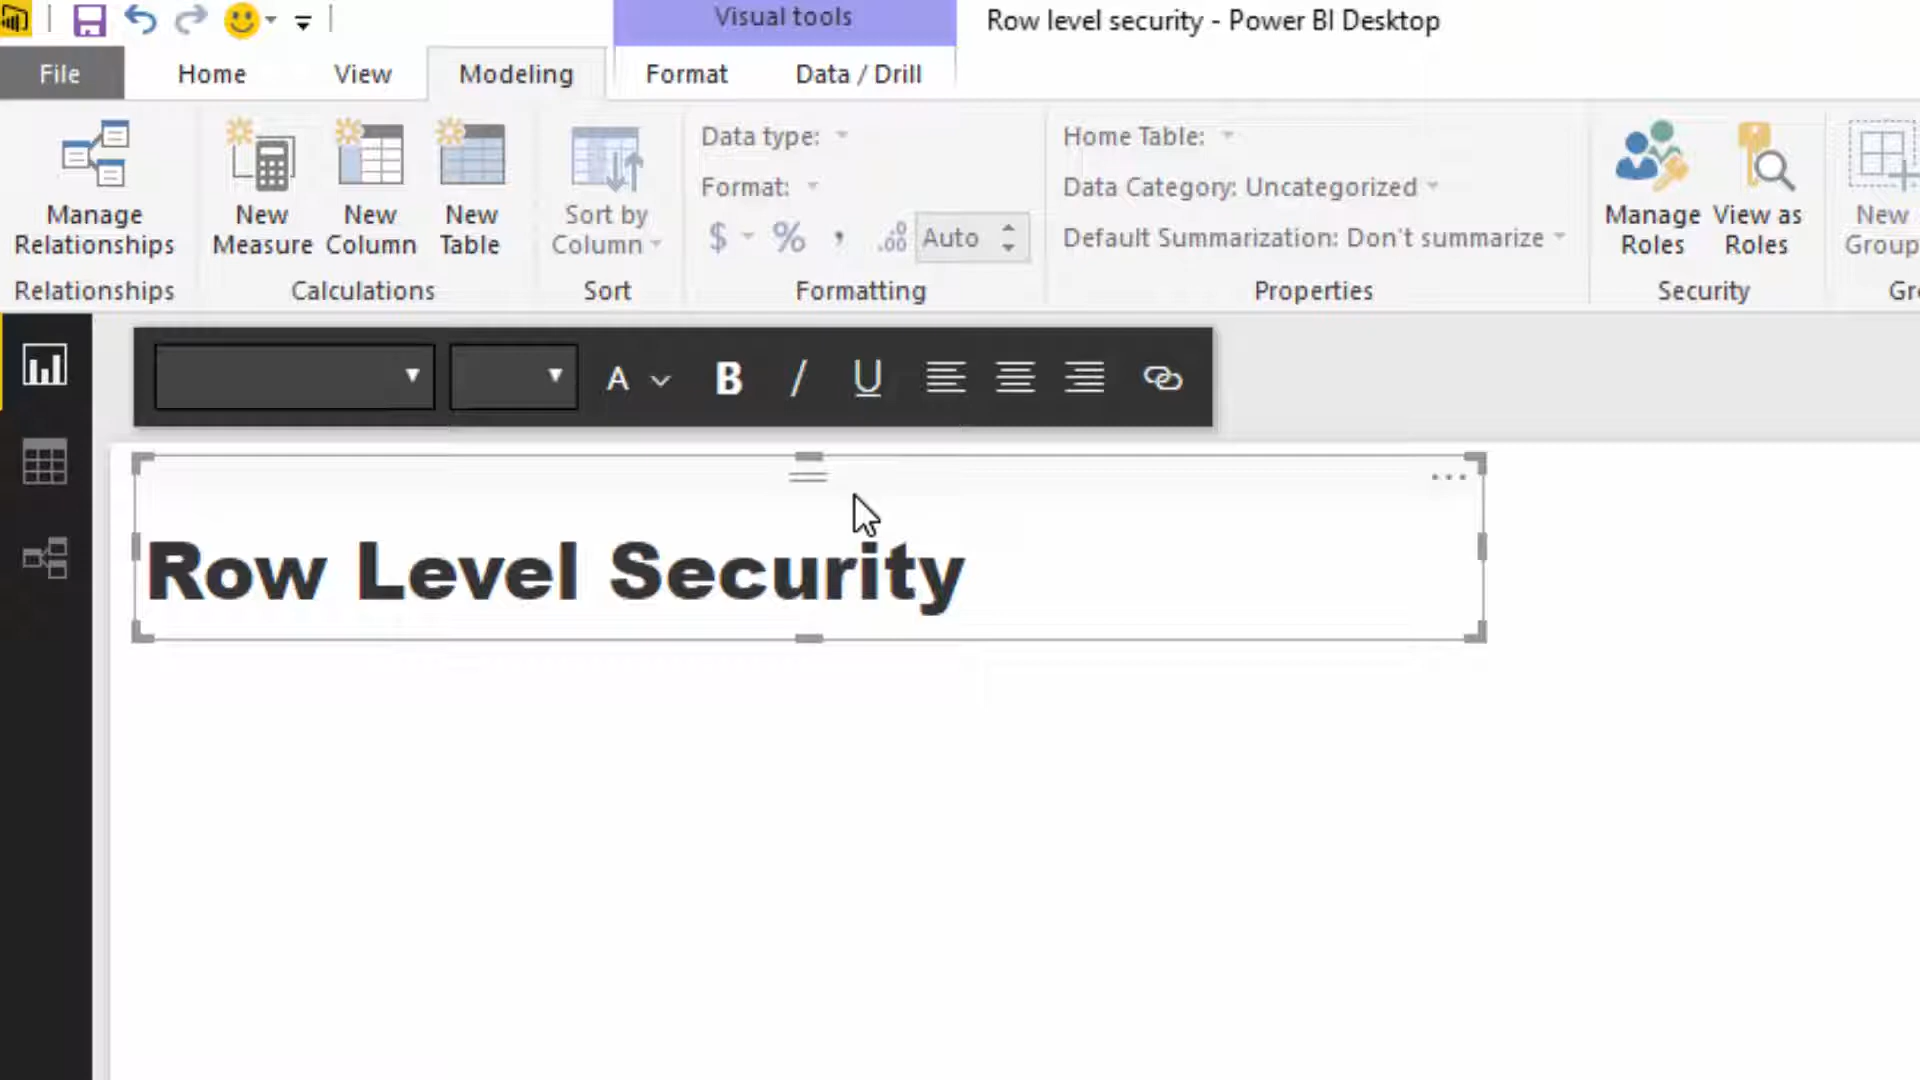 Visual tools
Row level security - Power BI Desktop
File
Home
View
Modeling
Format
Data / Drill
Manage
Relationships
New
Measure
New
Column
New
Table
Sort by
Column
Data type:
Format:
$ % , .00 Auto
Home Table:
Data Category: Uncategorized
Default Summarization: Don't summarize
Manage
Roles
View as
Roles
New
Group
Relationships
Calculations
Sort
Formatting
Properties
Security
A B I U
Row Level Security